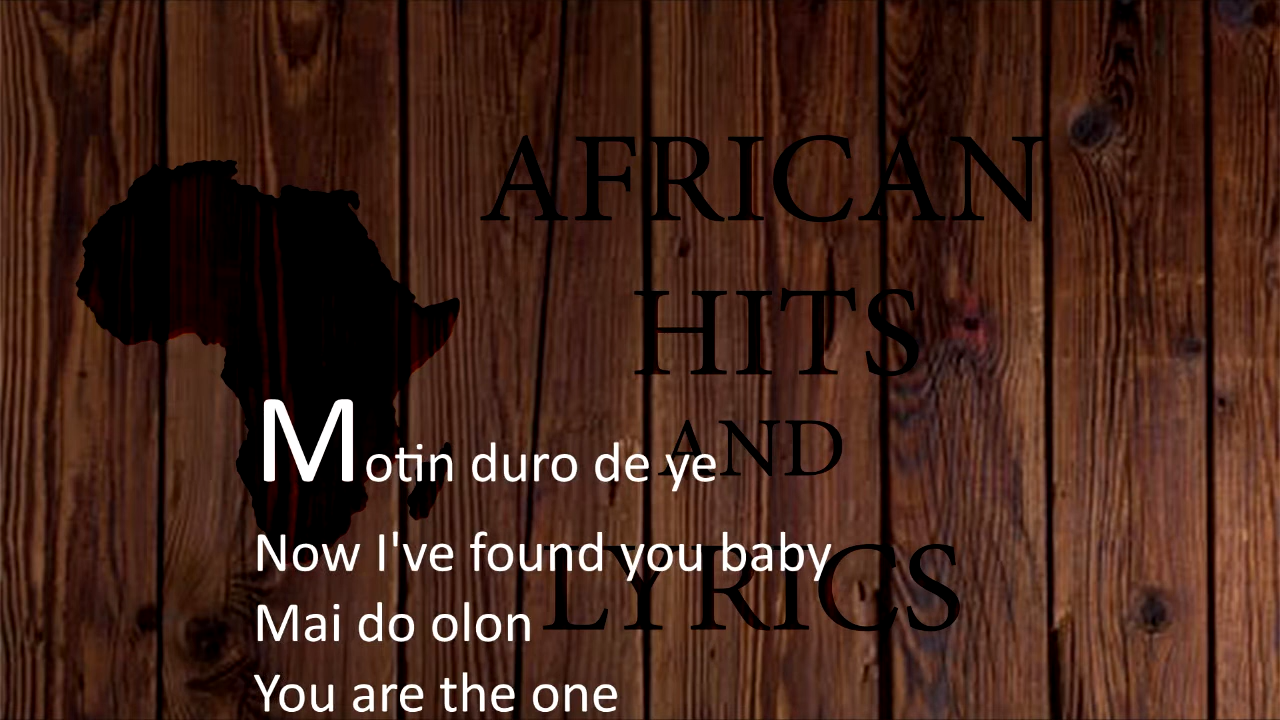 AFRICAN
HITS
AND
LYRICS
Motin duro de ye
Now I've found you baby
Mai do olon
You are the one